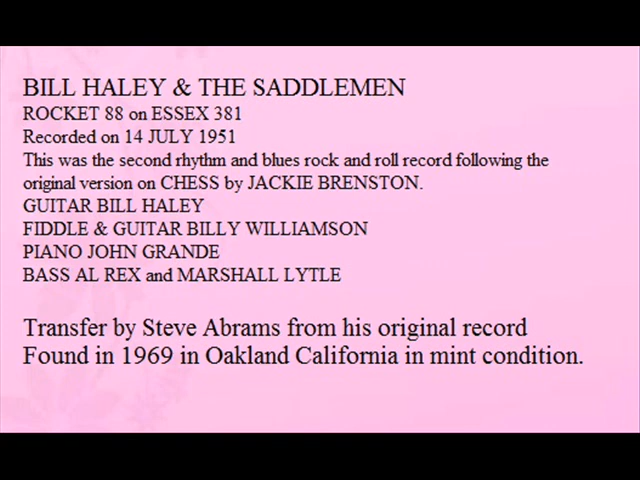 BILL HALEY & THE SADDLEMEN
ROCKET 88 on ESSEX 381
Recorded on 14 JULY 1951
This was the second rhythm and blues rock and roll record following the
original version on CHESS by JACKIE BRENSTON.
GUITAR BILL HALEY
FIDDLE & GUITAR BILLY WILLIAMSON
PIANO JOHN GRANDE
BASS AL REX and MARSHALL LYTLE
Transfer by Steve Abrams from his original record
Found in 1969 in Oakland California in mint condition.